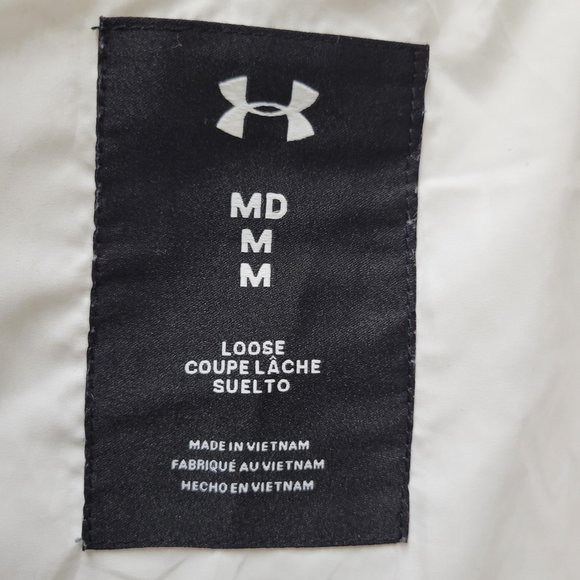 MD
M
M
LOOSE
COUPE LÂCHE
SUELTO
MADE IN VIETNAM
FABRIQUÉ AU VIETNAM
HECHO EN VIETNAM